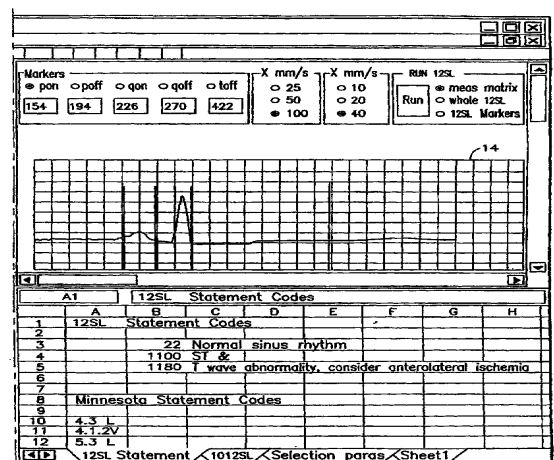 Markers
pon poff qon qoff toff
154 194 226 270 422
X mm/s
25
50
100
X mm/s
10
20
40
RUN 12SL
Run
meas matrix
whole 12SL
12SL Markers
14
A1 12SL Statement Codes
A B C D E F G H
1 12SL Statement Codes
2
3 22 Normal sinus rhythm
4 1100 ST &
5 1180 T wave abnormality, consider anterolateral ischemia
6
7
8 Minnesota Statement Codes
9
10 4.3 L
11 4.1.2V
12 5.3 L
12SL Statement 1012SL Selection paras Sheet1